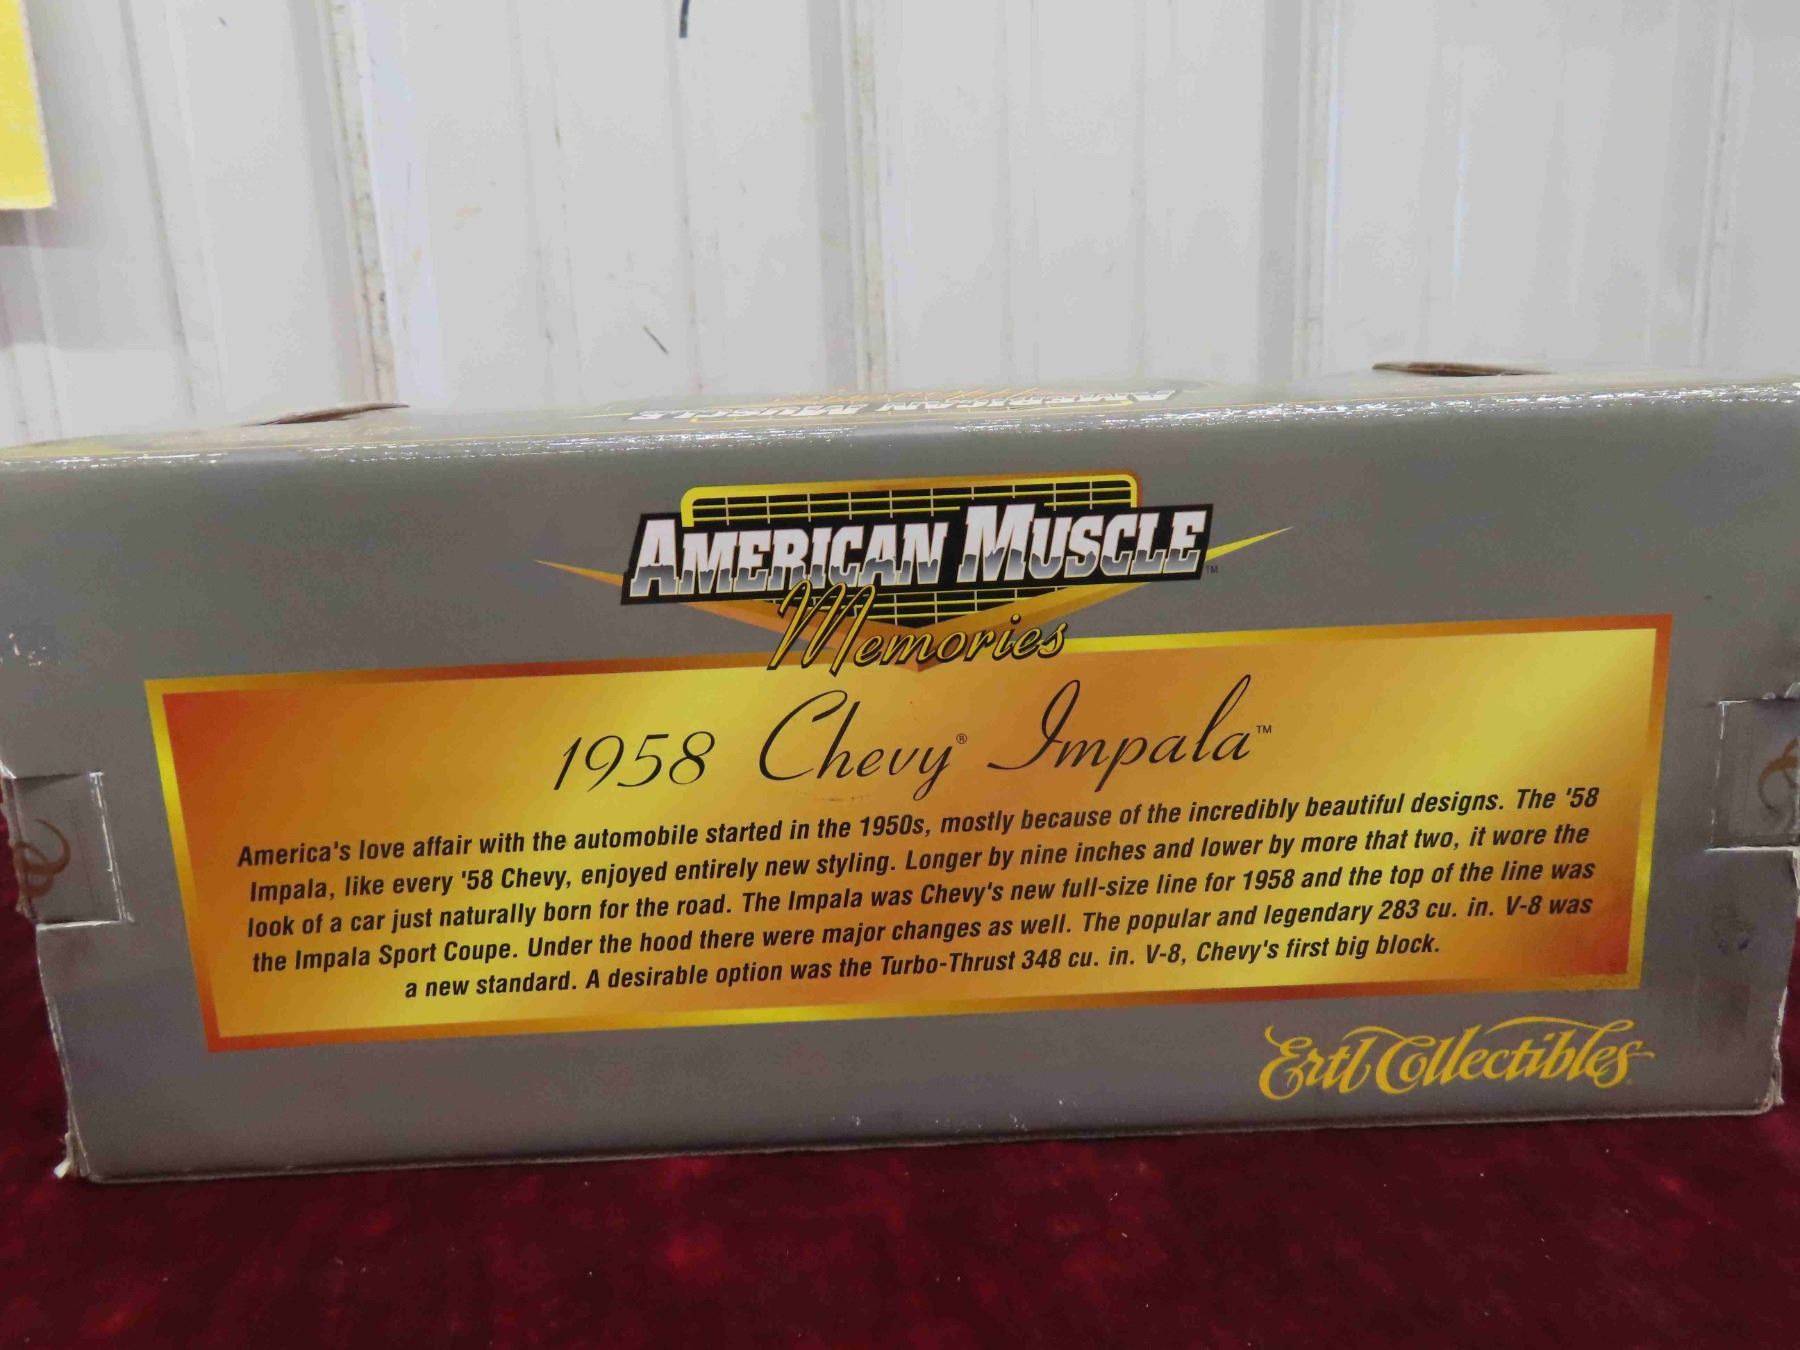 AMERICAN MUSCLE
AMERICAN MUSCLE™
Memories
1958 Chevy® Impala™
America's love affair with the automobile started in the 1950s, mostly because of the incredibly beautiful designs. The '58
Impala, like every '58 Chevy, enjoyed entirely new styling. Longer by nine inches and lower by more that two, it wore the
look of a car just naturally born for the road. The Impala was Chevy's new full-size line for 1958 and the top of the line was
the Impala Sport Coupe. Under the hood there were major changes as well. The popular and legendary 283 cu. in. V-8 was
a new standard. A desirable option was the Turbo-Thrust 348 cu. in. V-8, Chevy's first big block.
Ertl Collectibles